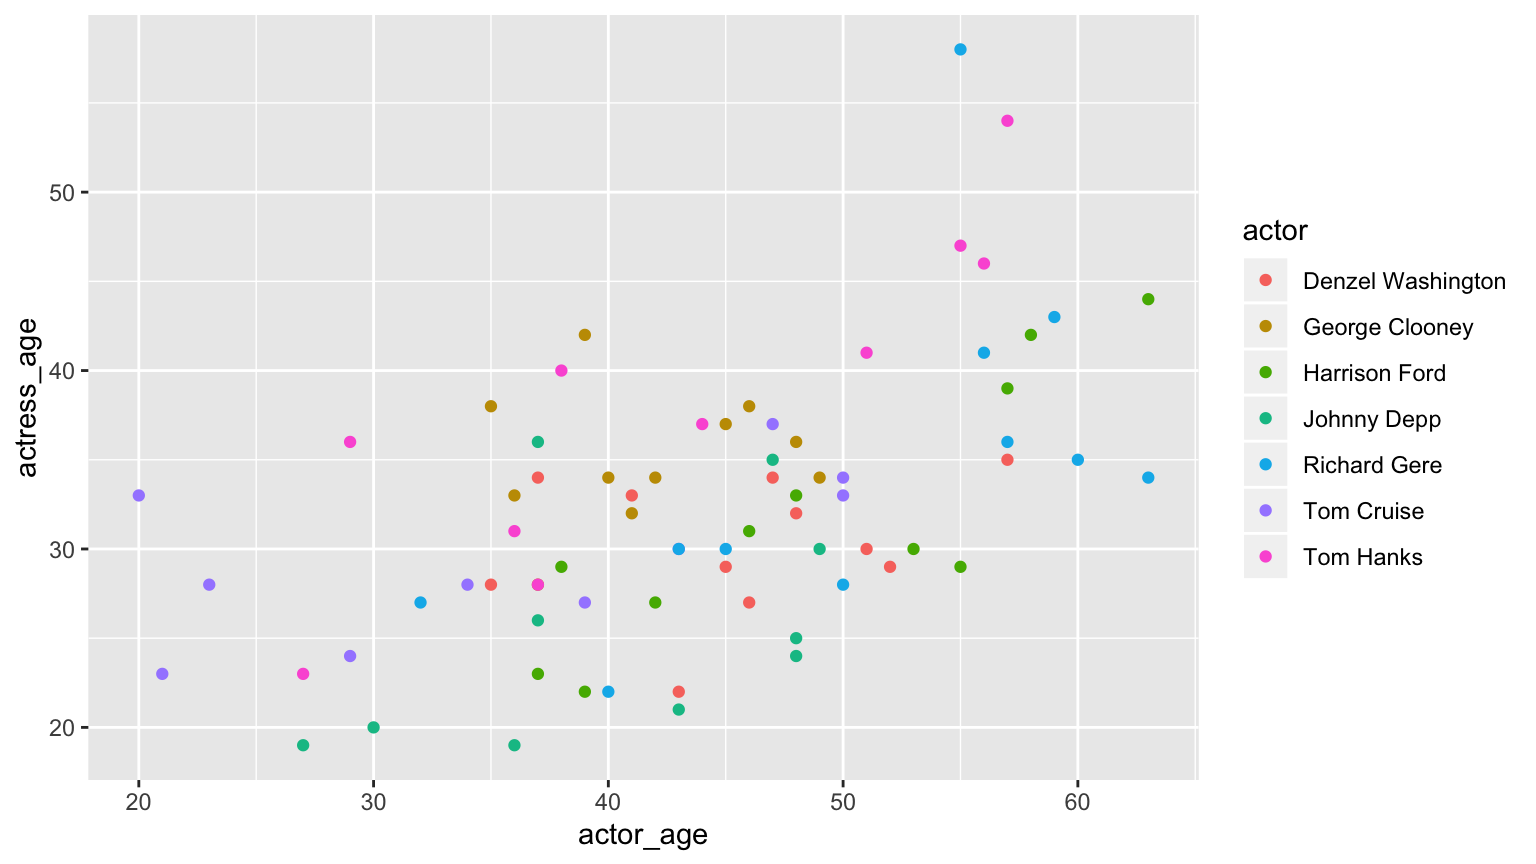 50
40
30
20
20 30 40 50 60
actor_age
actress_age
actor
Denzel Washington
George Clooney
Harrison Ford
Johnny Depp
Richard Gere
Tom Cruise
Tom Hanks